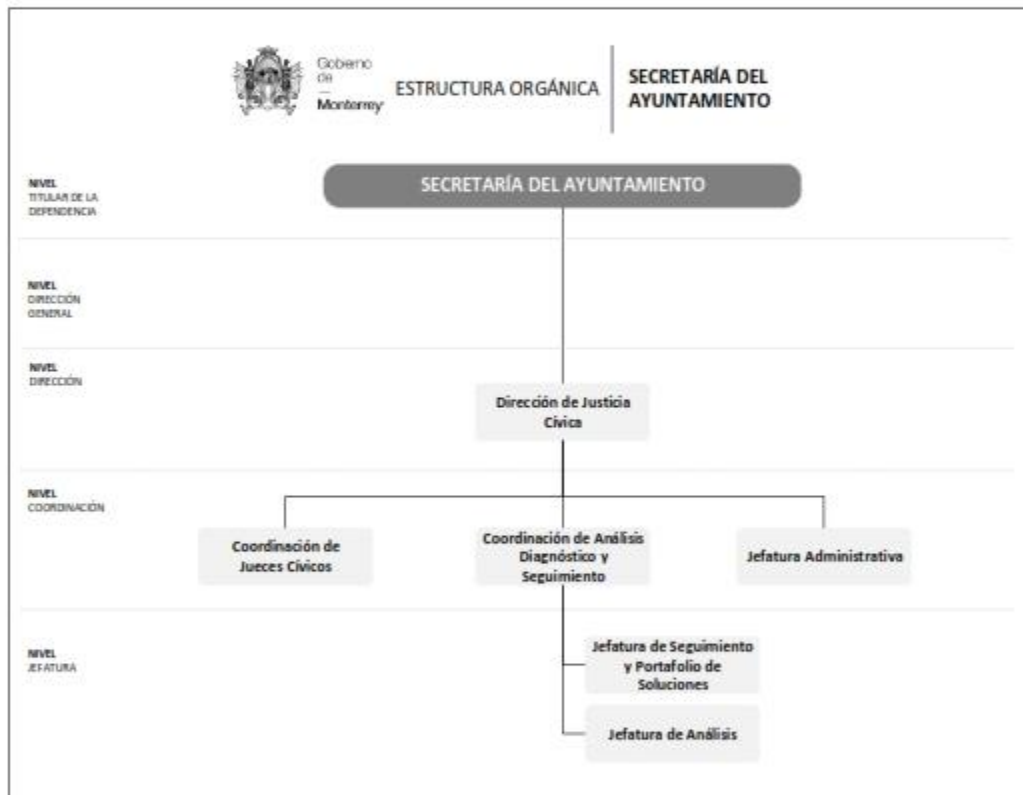 Gobierno
de
—
Monterrey
ESTRUCTURA ORGÁNICA
SECRETARÍA DEL
AYUNTAMIENTO
NIVEL
TITULAR DE LA
DEPENDENCIA
SECRETARÍA DEL AYUNTAMIENTO
NIVEL
DIRECCIÓN
GENERAL
NIVEL
DIRECCIÓN
Dirección de Justicia
Cívica
NIVEL
COORDINACIÓN
Coordinación de
Jueces Cívicos
Coordinación de Análisis
Diagnóstico y
Seguimiento
Jefatura Administrativa
NIVEL
JEFATURA
Jefatura de Seguimiento
y Portafolio de
Soluciones
Jefatura de Análisis